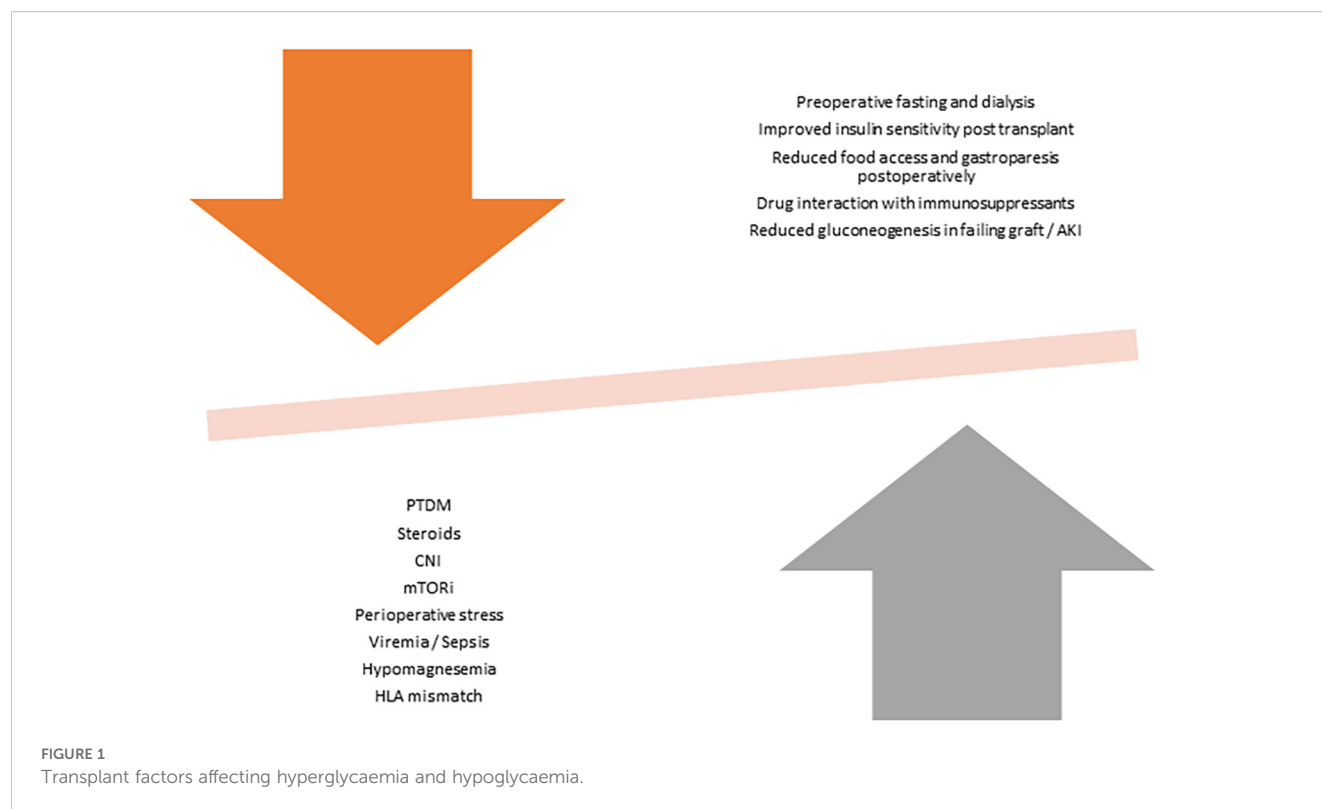 Preoperative fasting and dialysis
Improved insulin sensitivity post transplant
Reduced food access and gastroparesis
postoperatively
Drug interaction with immunosuppressants
Reduced gluconeogenesis in failing graft / AKI
PTDM
Steroids
CNI
mTORi
Perioperative stress
Viremia / Sepsis
Hypomagnesemia
HLA mismatch
FIGURE 1
Transplant factors affecting hyperglycaemia and hypoglycaemia.